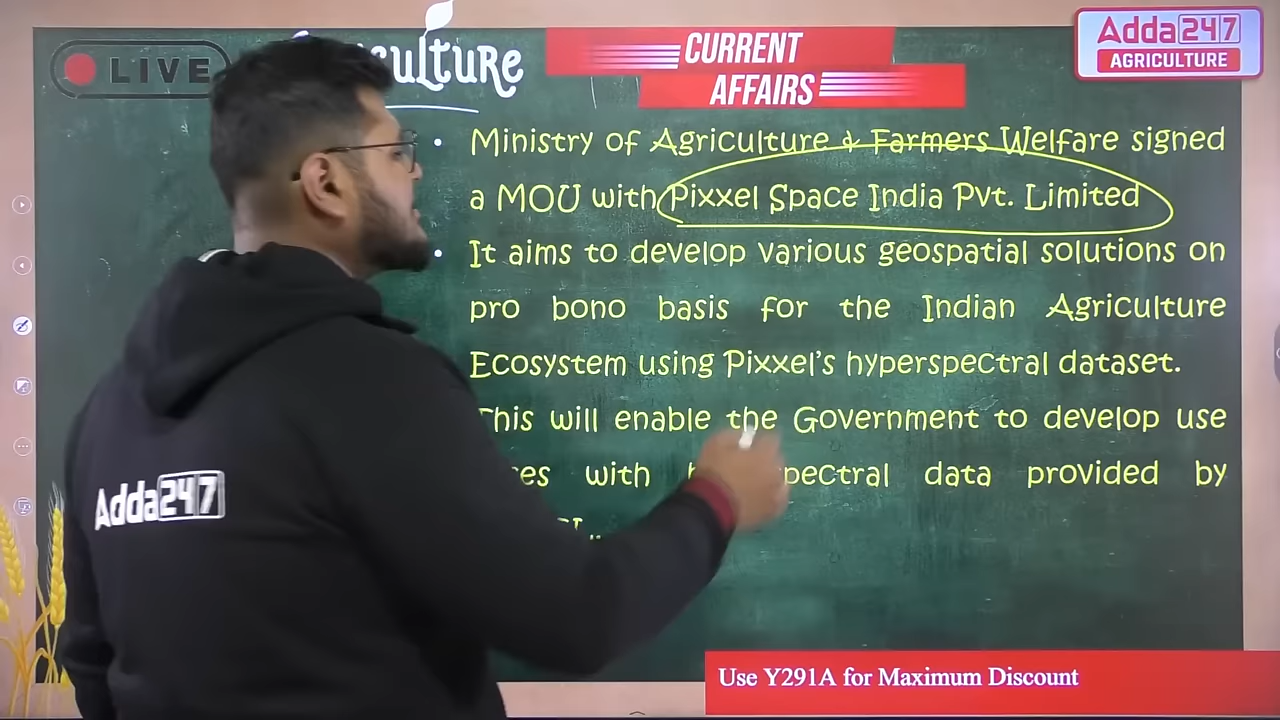 LIVE
CULTURE
CURRENT
AFFAIRS
Adda247
AGRICULTURE
Ministry of Agriculture & Farmers Welfare signed
a MOU with Pixxel Space India Pvt. Limited
It aims to develop various geospatial solutions on
pro bono basis for the Indian Agriculture
Ecosystem using Pixxel's hyperspectral dataset.
This will enable the Government to develop use
with data provided by
Adda247
Use Y291A for Maximum Discount